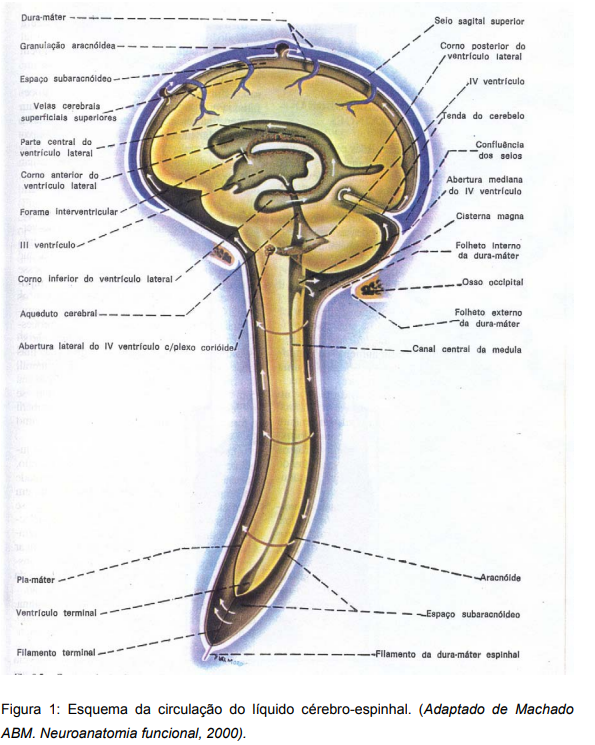 Dura-máter
Granulação aracnóidea
Espaço subaracnóideo
Veias cerebrais
superficiais superiores
Parte central do
ventrículo lateral
Corno anterior do
ventrículo lateral
Forame interventricular
III ventrículo
Corno inferior do ventrículo lateral
Aqueduto cerebral
Abertura lateral do IV ventrículo c/plexo corióide
Pia-máter
Ventrículo terminal
Filamento terminal
Seio sagital superior
Corno posterior do
ventrículo lateral
IV ventrículo
Tenda do cerebelo
Confluência
dos seios
Abertura mediana
do IV ventrículo
Cisterna magna
Folheto interno
da dura-máter
Osso occipital
Folheto externo
da dura-máter
Canal central da medula
Aracnóide
Espaço subaracnóideo
Filamento da dura-máter espinhal
Figura 1: Esquema da circulação do líquido cérebro-espinhal. (Adaptado de Machado
ABM. Neuroanatomia funcional, 2000).